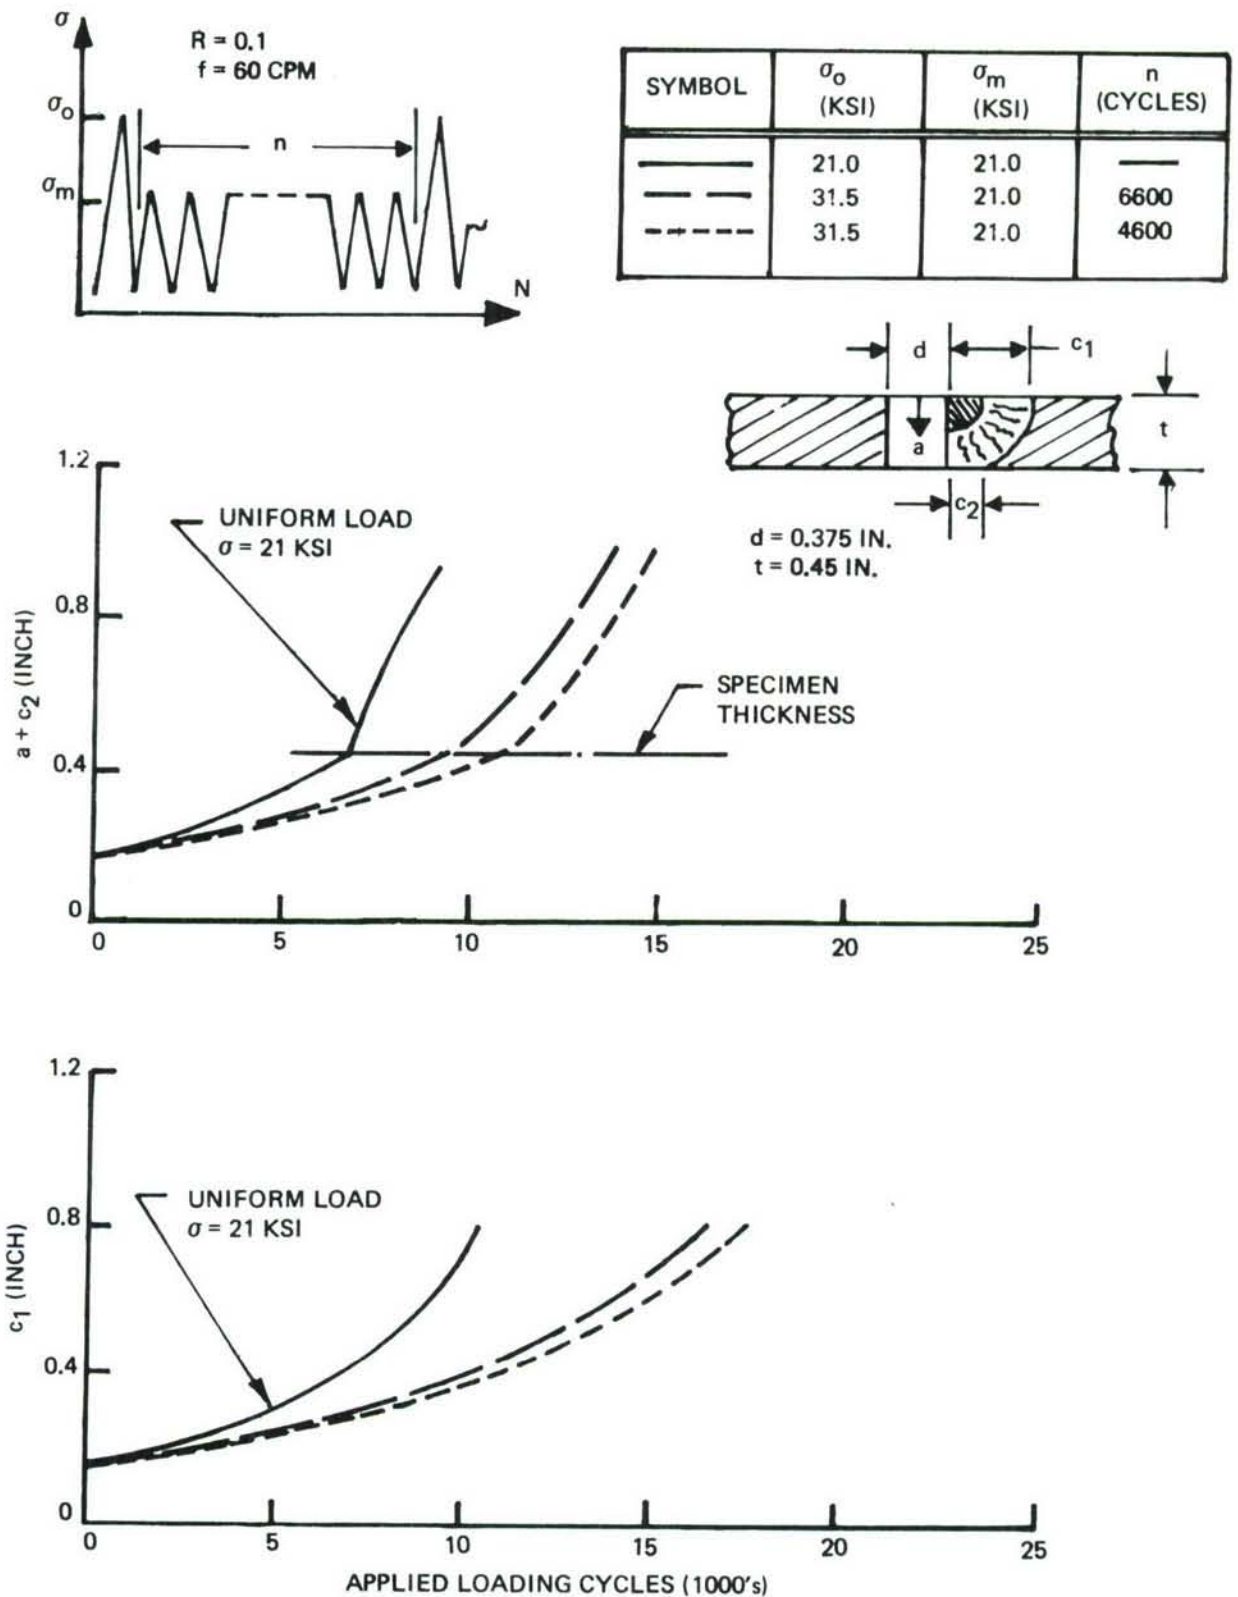 σ
R = 0.1
f = 60 CPM
σo
n
σm
N
SYMBOL σo (KSI) σm (KSI) n (CYCLES)
21.0 21.0 —
31.5 21.0 6600
31.5 21.0 4600
d c1
a t
c2
d = 0.375 IN.
t = 0.45 IN.
1.2
UNIFORM LOAD
σ = 21 KSI
0.8
a + c2 (INCH)
SPECIMEN
THICKNESS
0.4
0
0 5 10 15 20 25
1.2
UNIFORM LOAD
σ = 21 KSI
0.8
c1 (INCH)
0.4
0
0 5 10 15 20 25
APPLIED LOADING CYCLES (1000's)